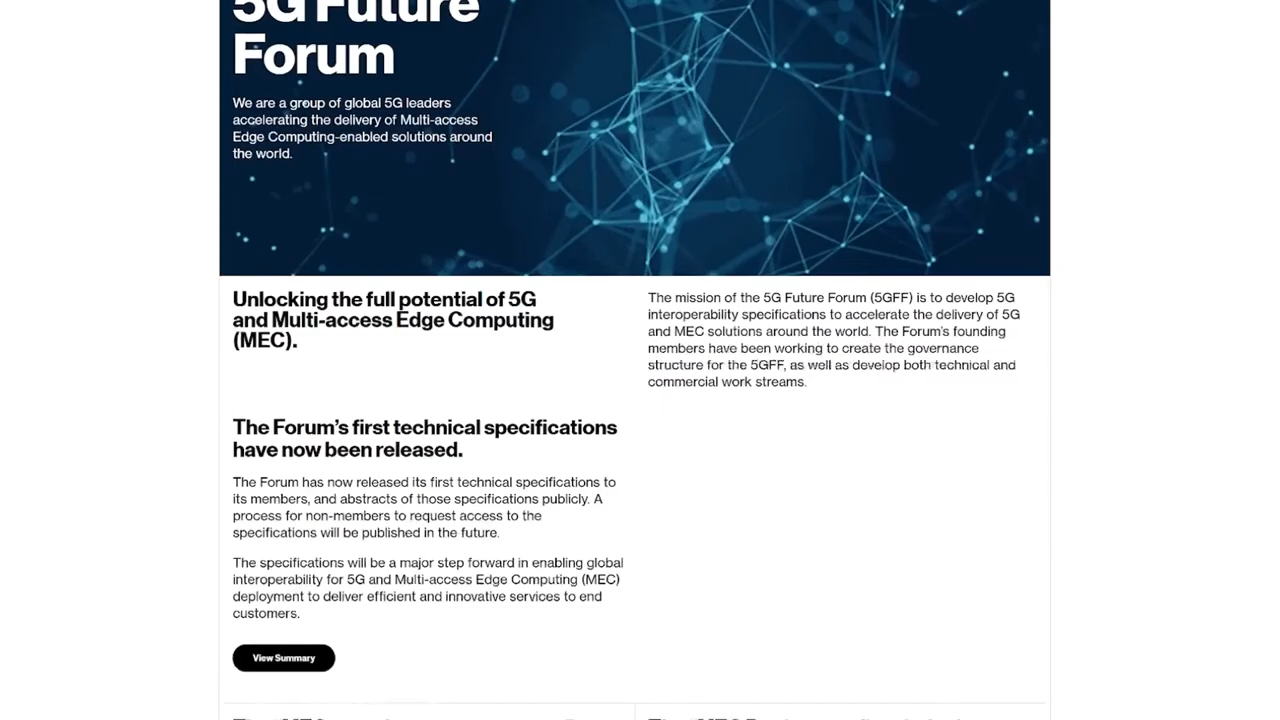 5G Future
Forum
We are a group of global 5G leaders
accelerating the delivery of Multi-access
Edge Computing-enabled solutions around
the world.
Unlocking the full potential of 5G
and Multi-access Edge Computing
(MEC).
The mission of the 5G Future Forum (5GFF) is to develop 5G
interoperability specifications to accelerate the delivery of 5G
and MEC solutions around the world. The Forum's founding
members have been working to create the governance
structure for the 5GFF, as well as develop both technical and
commercial work streams.
The Forum's first technical specifications
have now been released.
The Forum has now released its first technical specifications to
its members, and abstracts of those specifications publicly. A
process for non-members to request access to the
specifications will be published in the future.
The specifications will be a major step forward in enabling global
interoperability for 5G and Multi-access Edge Computing (MEC)
deployment to deliver efficient and innovative services to end
customers.
View Summary